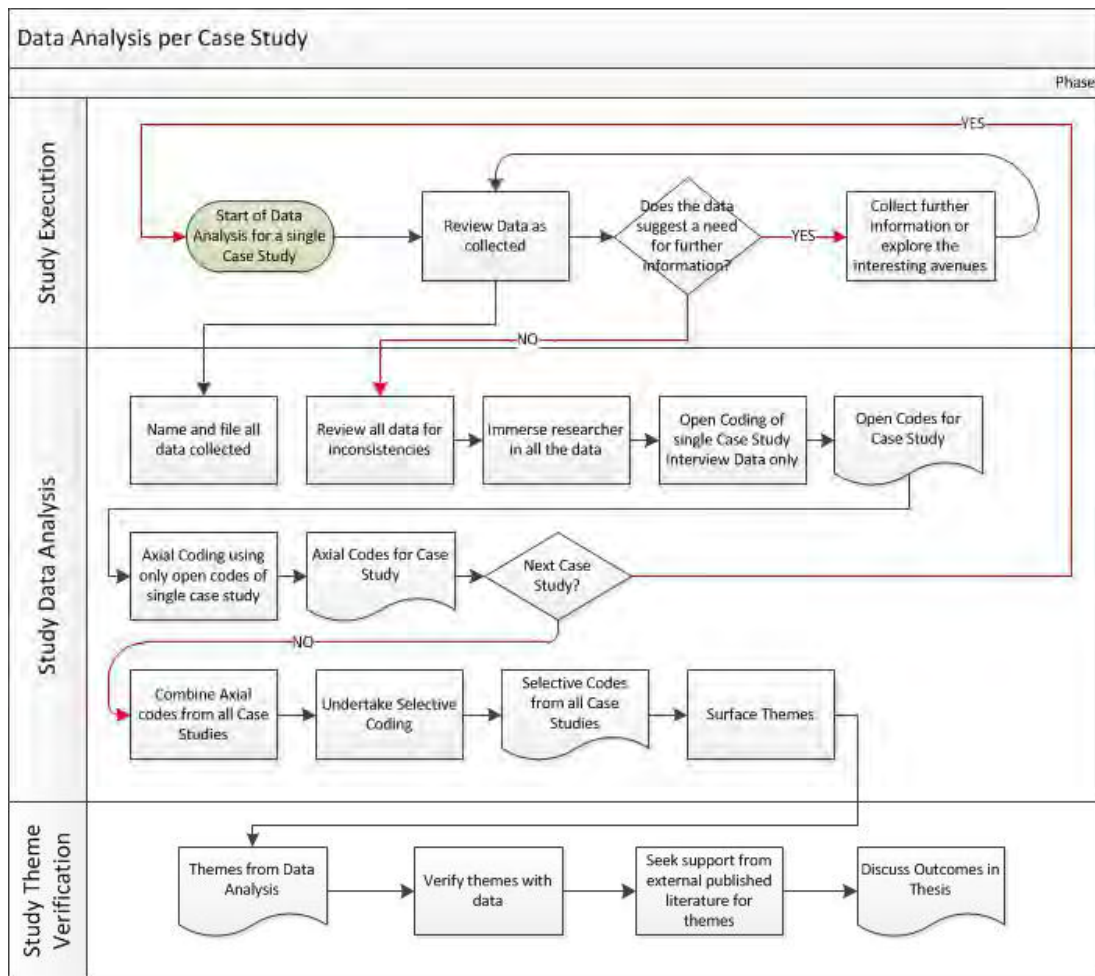 Data Analysis per Case Study
Phase
Study Execution
YES
Start of Data
Analysis for a single
Case Study
Review Data as
collected
Does the data
suggest a need
for further
information?
YES
Collect further
information or
explore the
interesting avenues
NO
Study Data Analysis
Name and file all
data collected
Review all data for
inconsistencies
Immerse researcher
in all the data
Open Coding of
single Case Study
Interview Data only
Open Codes for
Case Study
Axial Coding using
only open codes of
single case study
Axial Codes for Case
Study
Next Case
Study?
NO
Combine Axial
codes from all Case
Studies
Undertake Selective
Coding
Selective Codes
from all Case
Studies
Surface Themes
Study Theme
Verification
Themes from Data
Analysis
Verify themes with
data
Seek support from
external published
literature for
themes
Discuss Outcomes in
Thesis